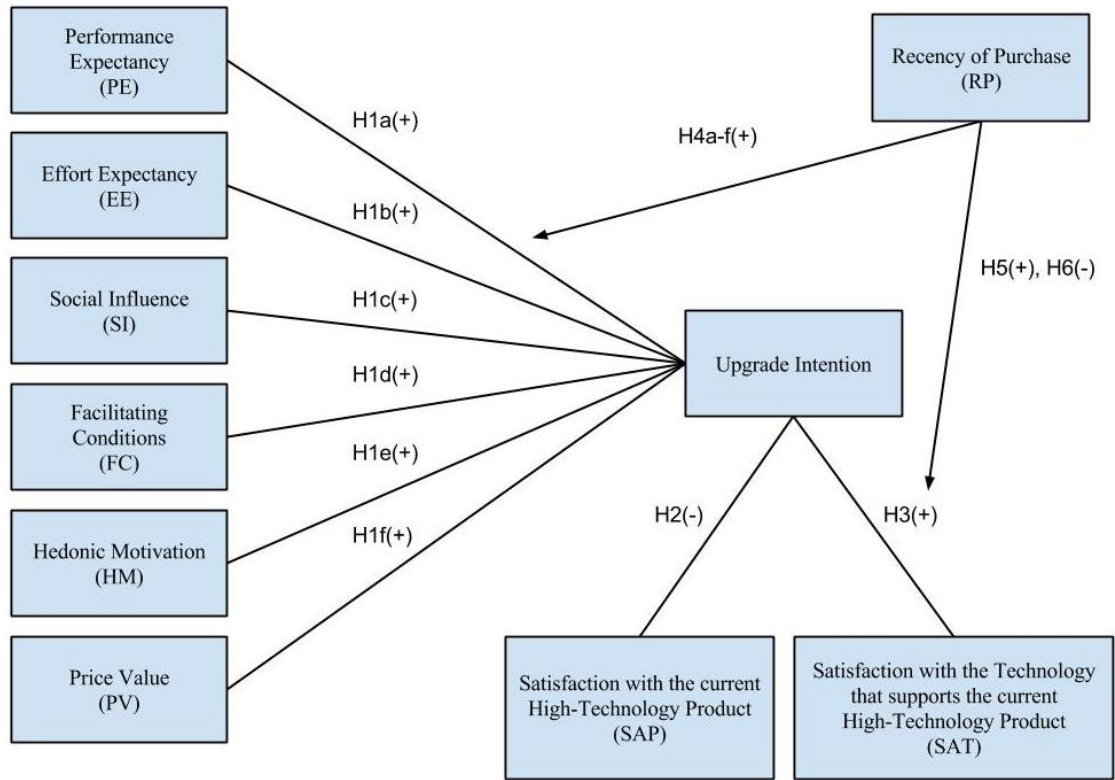 Performance
Expectancy
(PE)
Effort Expectancy
(EE)
Social Influence
(SI)
Facilitating
Conditions
(FC)
Hedonic Motivation
(HM)
Price Value
(PV)
H1a(+)
H1b(+)
H1c(+)
H1d(+)
H1e(+)
H1f(+)
Recency of Purchase
(RP)
H4a-f(+)
H5(+), H6(-)
Upgrade Intention
H2(-)
H3(+)
Satisfaction with the current
High-Technology Product
(SAP)
Satisfaction with the Technology
that supports the current
High-Technology Product
(SAT)